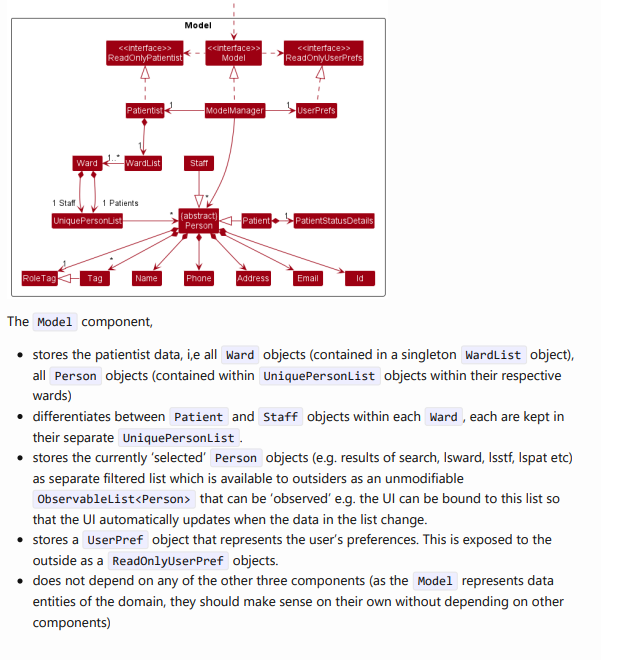 Model
<<interface>>
ReadOnlyPatientist
<<interface>>
Model
<<interface>>
ReadOnlyUserPrefs
Patientist
1
ModelManager
1
UserPrefs
1
Ward
1..*
WardList
Staff
1 Staff
1 Patients
*
UniquePersonList
*
{abstract}
Person
Patient
1
PatientStatusDetails
1
*
RoleTag
Tag
Name
Phone
Address
Email
Id
The Model component,
• stores the patientist data, i,e all Ward objects (contained in a singleton WardList object),
all Person objects (contained within UniquePersonList objects within their respective
wards)
• differentiates between Patient and Staff objects within each Ward , each are kept in
their separate UniquePersonList .
• stores the currently ‘selected’ Person objects (e.g. results of search, lsward, lsstf, lspat etc)
as separate filtered list which is available to outsiders as an unmodifiable
ObservableList<Person> that can be ‘observed’ e.g. the UI can be bound to this list so
that the UI automatically updates when the data in the list change.
• stores a UserPref object that represents the user’s preferences. This is exposed to the
outside as a ReadOnlyUserPref objects.
• does not depend on any of the other three components (as the Model represents data
entities of the domain, they should make sense on their own without depending on other
components)